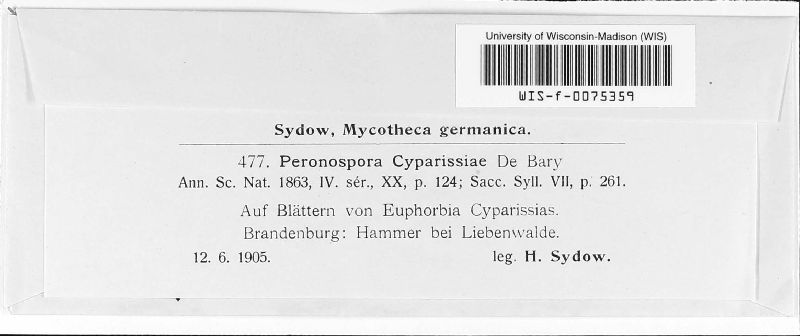 University of Wisconsin-Madison (WIS)
WIS-f-0075359
Sydow, Mycotheca germanica.
477. Peronospora Cyparissiae De Bary
Ann. Sc. Nat. 1863, IV. sér., XX, p. 124; Sacc. Syll. VII, p. 261.
Auf Blättern von Euphorbia Cyparissias.
Brandenburg: Hammer bei Liebenwalde.
12. 6. 1905. leg. H. Sydow.